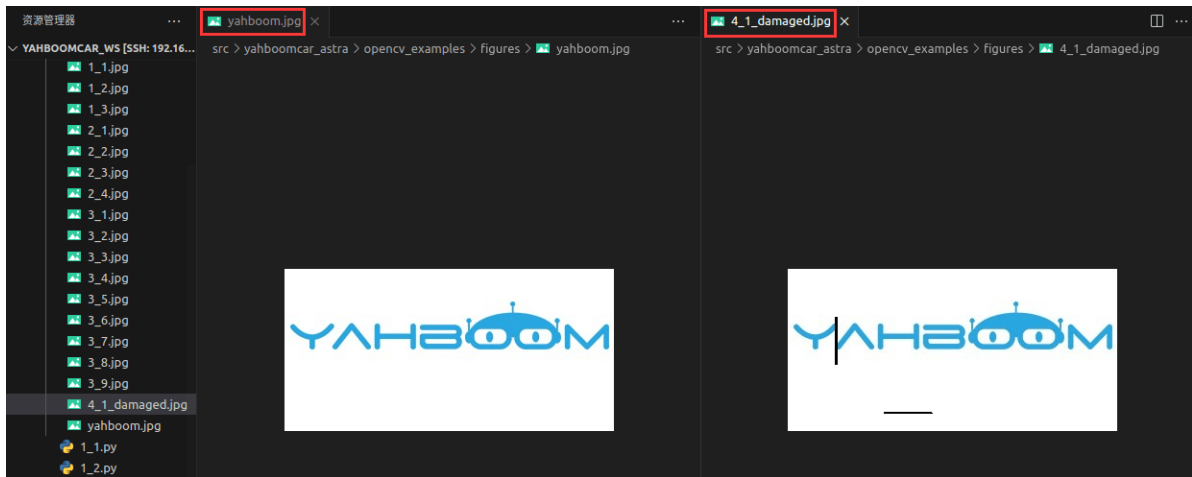 资源管理器
···
YAHBOOMCAR_WS [SSH: 192.16...
1_1.jpg
1_2.jpg
1_3.jpg
2_1.jpg
2_2.jpg
2_3.jpg
2_4.jpg
3_1.jpg
3_2.jpg
3_3.jpg
3_4.jpg
3_5.jpg
3_6.jpg
3_7.jpg
3_8.jpg
3_9.jpg
4_1_damaged.jpg
yahboom.jpg
1_1.py
1_2.py
yahboom.jpg
···
src > yahboomcar_astra > opencv_examples > figures > yahboom.jpg
YAHBOOM
4_1_damaged.jpg
···
src > yahboomcar_astra > opencv_examples > figures > 4_1_damaged.jpg
YAHBOOM